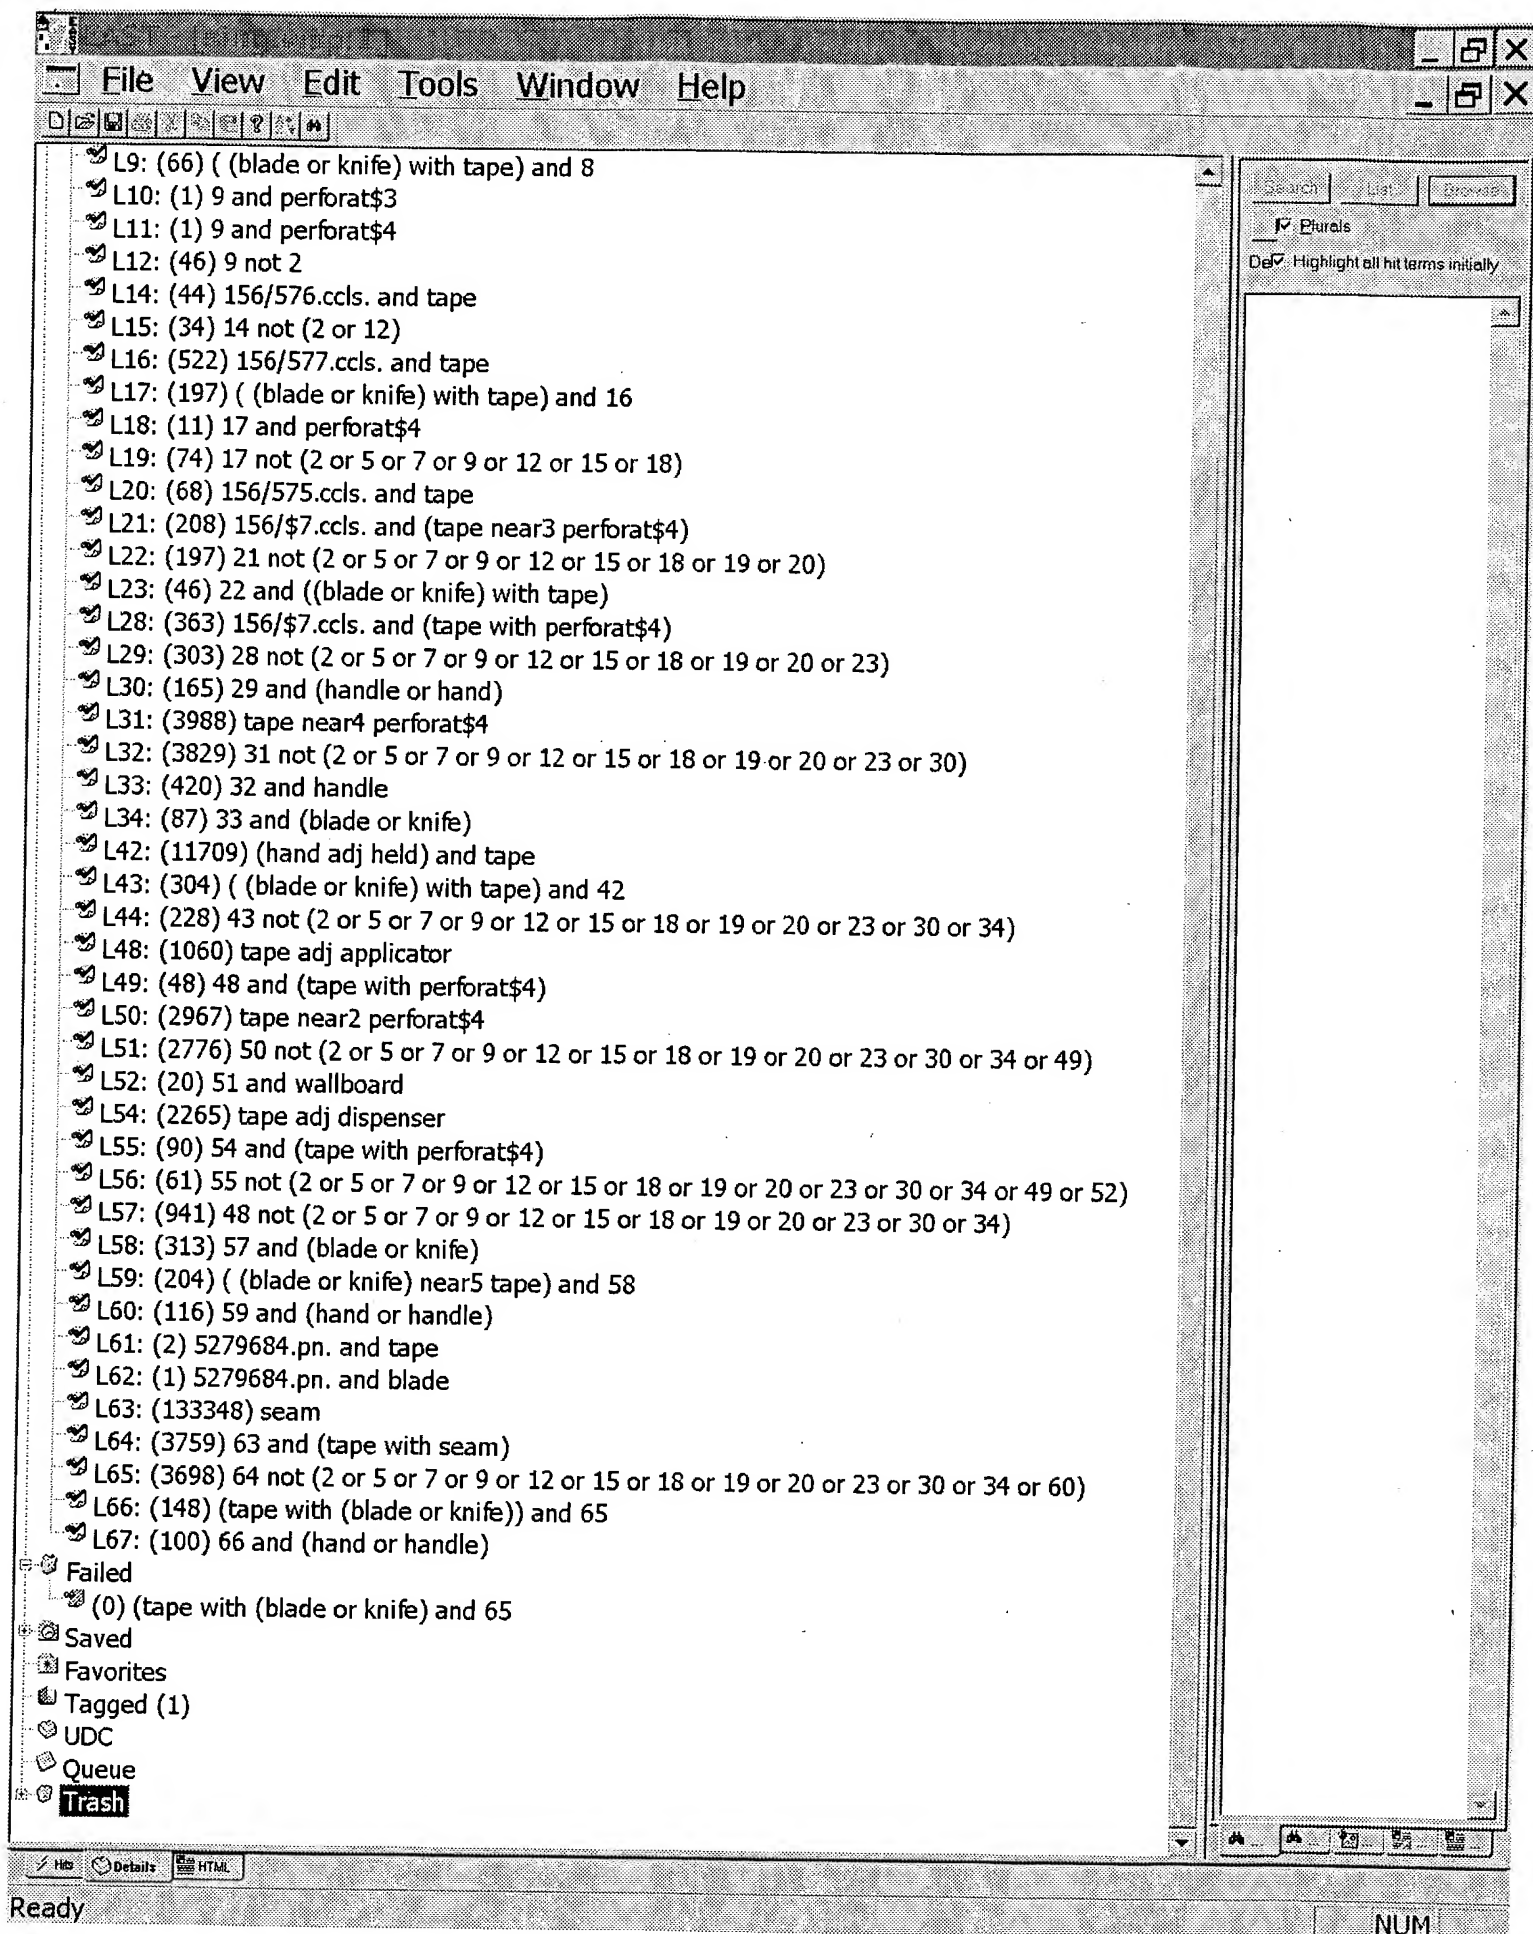 File View Edit Tools Window Help
L9: (66) ( (blade or knife) with tape) and 8
L10: (1) 9 and perforat$3
L11: (1) 9 and perforat$4
L12: (46) 9 not 2
L14: (44) 156/576.ccls. and tape
L15: (34) 14 not (2 or 12)
L16: (522) 156/577.ccls. and tape
L17: (197) ( (blade or knife) with tape) and 16
L18: (11) 17 and perforat$4
L19: (74) 17 not (2 or 5 or 7 or 9 or 12 or 15 or 18)
L20: (68) 156/575.ccls. and tape
L21: (208) 156/$7.ccls. and (tape near3 perforat$4)
L22: (197) 21 not (2 or 5 or 7 or 9 or 12 or 15 or 18 or 19 or 20)
L23: (46) 22 and ((blade or knife) with tape)
L28: (363) 156/$7.ccls. and (tape with perforat$4)
L29: (303) 28 not (2 or 5 or 7 or 9 or 12 or 15 or 18 or 19 or 20 or 23)
L30: (165) 29 and (handle or hand)
L31: (3988) tape near4 perforat$4
L32: (3829) 31 not (2 or 5 or 7 or 9 or 12 or 15 or 18 or 19 or 20 or 23 or 30)
L33: (420) 32 and handle
L34: (87) 33 and (blade or knife)
L42: (11709) (hand adj held) and tape
L43: (304) ( (blade or knife) with tape) and 42
L44: (228) 43 not (2 or 5 or 7 or 9 or 12 or 15 or 18 or 19 or 20 or 23 or 30 or 34)
L48: (1060) tape adj applicator
L49: (48) 48 and (tape with perforat$4)
L50: (2967) tape near2 perforat$4
L51: (2776) 50 not (2 or 5 or 7 or 9 or 12 or 15 or 18 or 19 or 20 or 23 or 30 or 34 or 49)
L52: (20) 51 and wallboard
L54: (2265) tape adj dispenser
L55: (90) 54 and (tape with perforat$4)
L56: (61) 55 not (2 or 5 or 7 or 9 or 12 or 15 or 18 or 19 or 20 or 23 or 30 or 34 or 49 or 52)
L57: (941) 48 not (2 or 5 or 7 or 9 or 12 or 15 or 18 or 19 or 20 or 23 or 30 or 34)
L58: (313) 57 and (blade or knife)
L59: (204) ( (blade or knife) near5 tape) and 58
L60: (116) 59 and (hand or handle)
L61: (2) 5279684.pn. and tape
L62: (1) 5279684.pn. and blade
L63: (133348) seam
L64: (3759) 63 and (tape with seam)
L65: (3698) 64 not (2 or 5 or 7 or 9 or 12 or 15 or 18 or 19 or 20 or 23 or 30 or 34 or 60)
L66: (148) (tape with (blade or knife)) and 65
L67: (100) 66 and (hand or handle)
Failed
(0) (tape with (blade or knife) and 65
Saved
Favorites
Tagged (1)
UDC
Queue
Trash
Search List Browse
Plurals
De Highlight all hit terms initially
Hits Details HTML
Ready
NUM